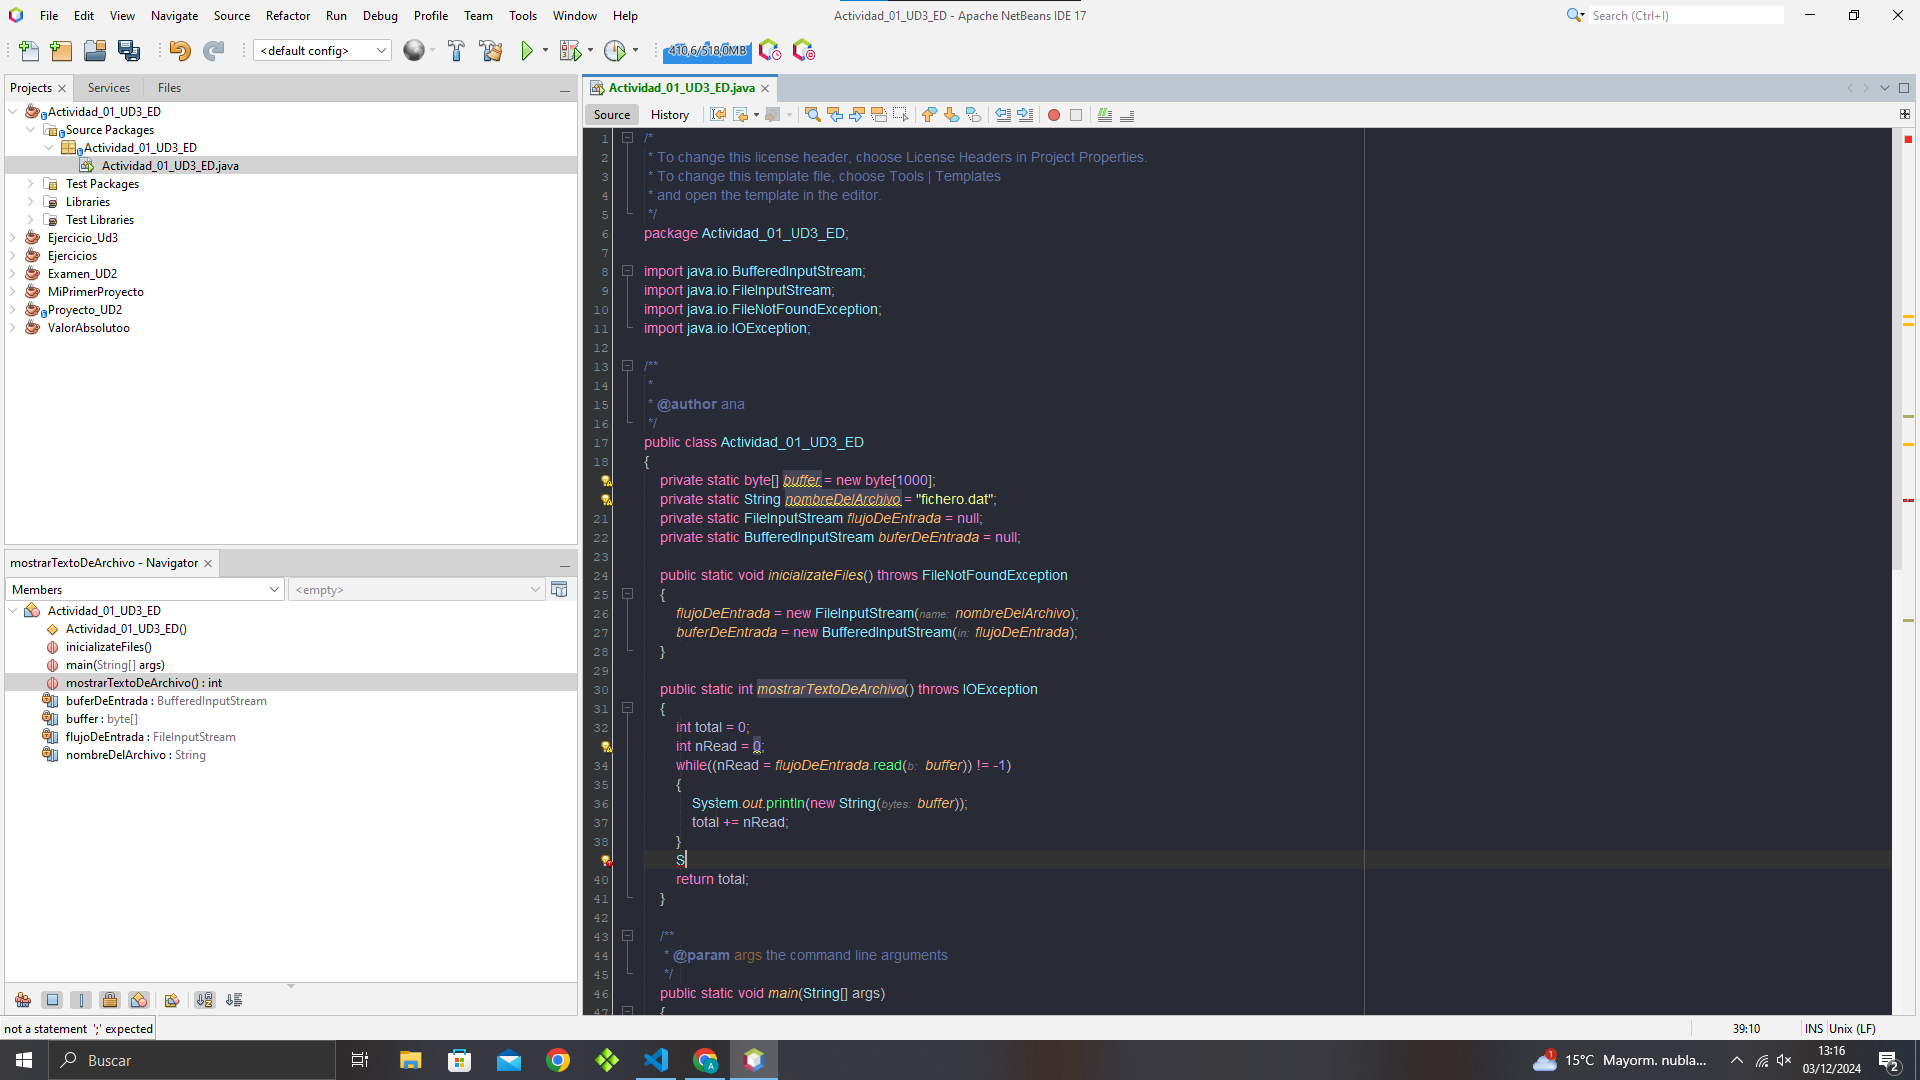 File Edit View Navigate Source Refactor Run Debug Profile Team Tools Window Help
Actividad_01_UD3_ED - Apache NetBeans IDE 17
Search (Ctrl+I)
<default config>
410,6/518,0MB
Projects Services Files
Actividad_01_UD3_ED
Source Packages
Actividad_01_UD3_ED
Actividad_01_UD3_ED.java
Test Packages
Libraries
Test Libraries
Ejercicio_Ud3
Ejercicios
Examen_UD2
MiPrimerProyecto
Proyecto_UD2
ValorAbsolutoo
mostrarTextoDeArchivo - Navigator
Members <empty>
Actividad_01_UD3_ED
Actividad_01_UD3_ED()
inicializateFiles()
main(String[] args)
mostrarTextoDeArchivo() : int
buferDeEntrada : BufferedInputStream
buffer : byte[]
flujoDeEntrada : FileInputStream
nombreDelArchivo : String
Actividad_01_UD3_ED.java
Source History
1 /*
2 * To change this license header, choose License Headers in Project Properties.
3 * To change this template file, choose Tools | Templates
4 * and open the template in the editor.
5 */
6 package Actividad_01_UD3_ED;
7
8 import java.io.BufferedInputStream;
9 import java.io.FileInputStream;
10 import java.io.FileNotFoundException;
11 import java.io.IOException;
12
13 /**
14 *
15 * @author ana
16 */
17 public class Actividad_01_UD3_ED
18 {
private static byte[] buffer = new byte[1000];
private static String nombreDelArchivo = "fichero.dat";
21 private static FileInputStream flujoDeEntrada = null;
22 private static BufferedInputStream buferDeEntrada = null;
23
24 public static void inicializateFiles() throws FileNotFoundException
25 {
26 flujoDeEntrada = new FileInputStream(name: nombreDelArchivo);
27 buferDeEntrada = new BufferedInputStream(in: flujoDeEntrada);
28 }
29
30 public static int mostrarTextoDeArchivo() throws IOException
31 {
32 int total = 0;
int nRead = 0;
34 while((nRead = flujoDeEntrada.read(b: buffer)) != -1)
35 {
36 System.out.println(new String(bytes: buffer));
37 total += nRead;
38 }
S
40 return total;
41 }
42
43 /**
44 * @param args the command line arguments
45 */
46 public static void main(String[] args)
47 {
not a statement ';' expected
39:10 INS Unix (LF)
Buscar
1 15°C Mayorm. nubla...
13:16
03/12/2024
2